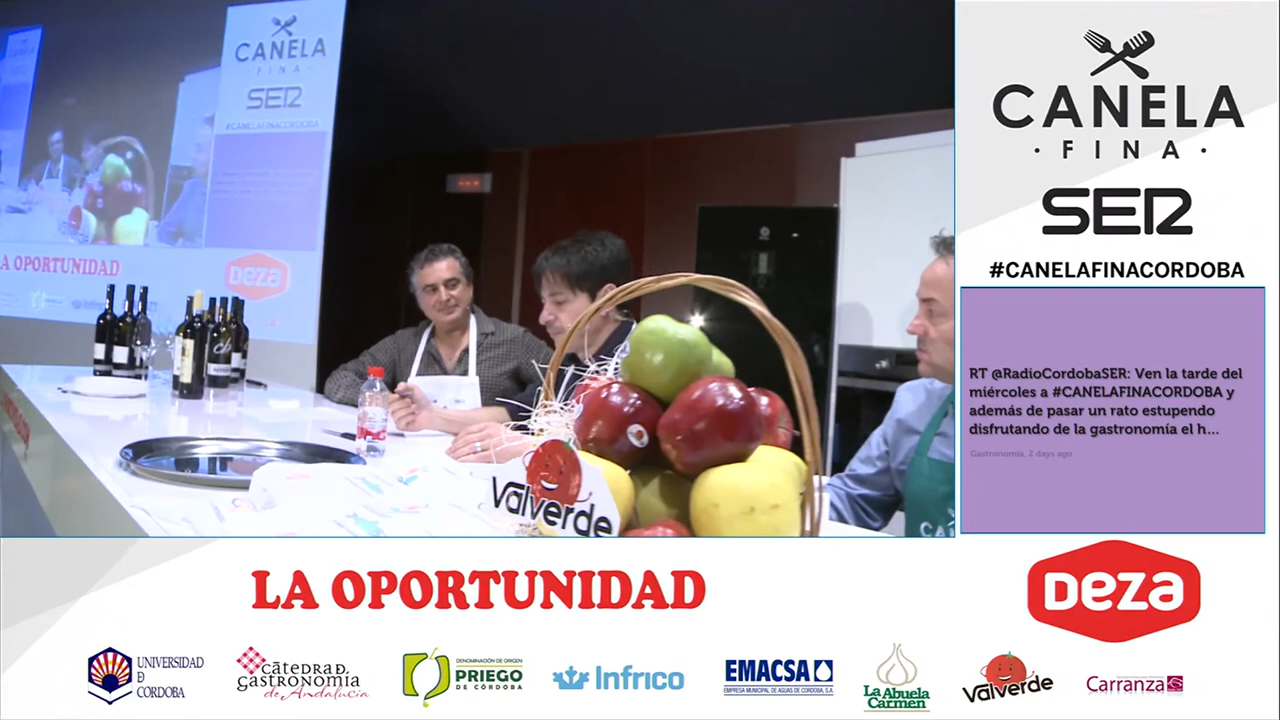 CANELA
FINA
SER
#CANELAFINACORDOBA
LA OPORTUNIDAD
DEZA
Infrico
Valverde
CANELA
· FINA ·
SER
#CANELAFINACORDOBA
RT @RadioCordobaSER: Ven la tarde del
miércoles a #CANELAFINACORDOBA y
además de pasar un rato estupendo
disfrutando de la gastronomía el h...
Gastronomía, 2 days ago
LA OPORTUNIDAD
DEZA
UNIVERSIDAD
DE
CORDOBA
CÁTEDRA DE
GASTRONOMÍA
de Andalucía
DENOMINACIÓN DE ORIGEN
PRIEGO
DE CÓRDOBA
Infrico
EMACSA
EMPRESA MUNICIPAL DE AGUAS DE CORDOBA, S.A.
La Abuela
Carmen
Valverde
Carranza